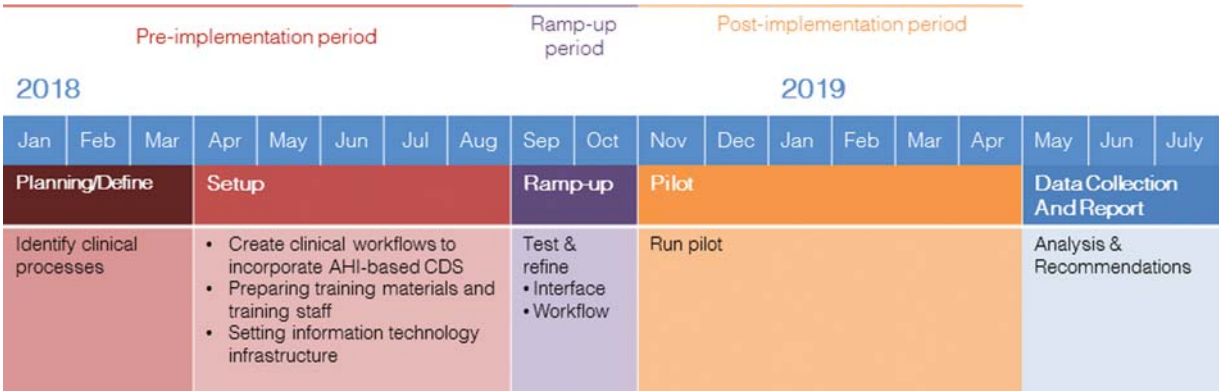 Pre-implementation period
Ramp-up
period
Post-implementation period
2018
2019
Jan Feb Mar Apr May Jun Jul Aug Sep Oct Nov Dec Jan Feb Mar Apr May Jun July
Planning/Define
Setup
Ramp-up
Pilot
Data Collection
And Report
Identify clinical
processes
• Create clinical workflows to
incorporate AHI-based CDS
• Preparing training materials and
training staff
• Setting information technology
infrastructure
Test &
refine
• Interface
• Workflow
Run pilot
Analysis &
Recommendations